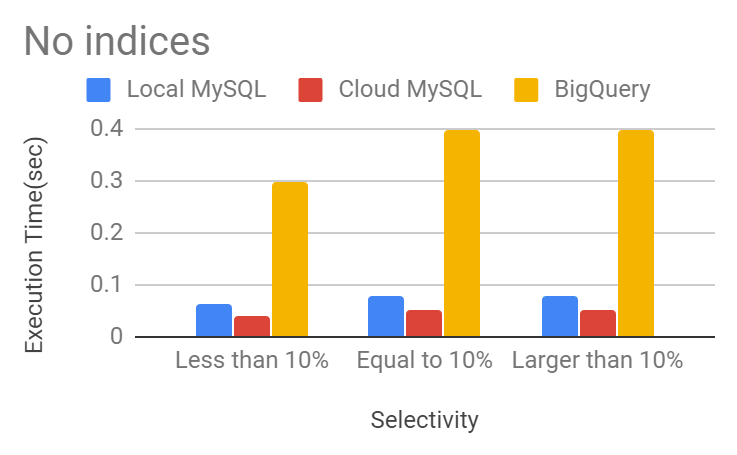 No indices
Local MySQL Cloud MySQL BigQuery
Execution Time(sec)
0.4
0.3
0.2
0.1
0
Less than 10% Equal to 10% Larger than 10%
Selectivity